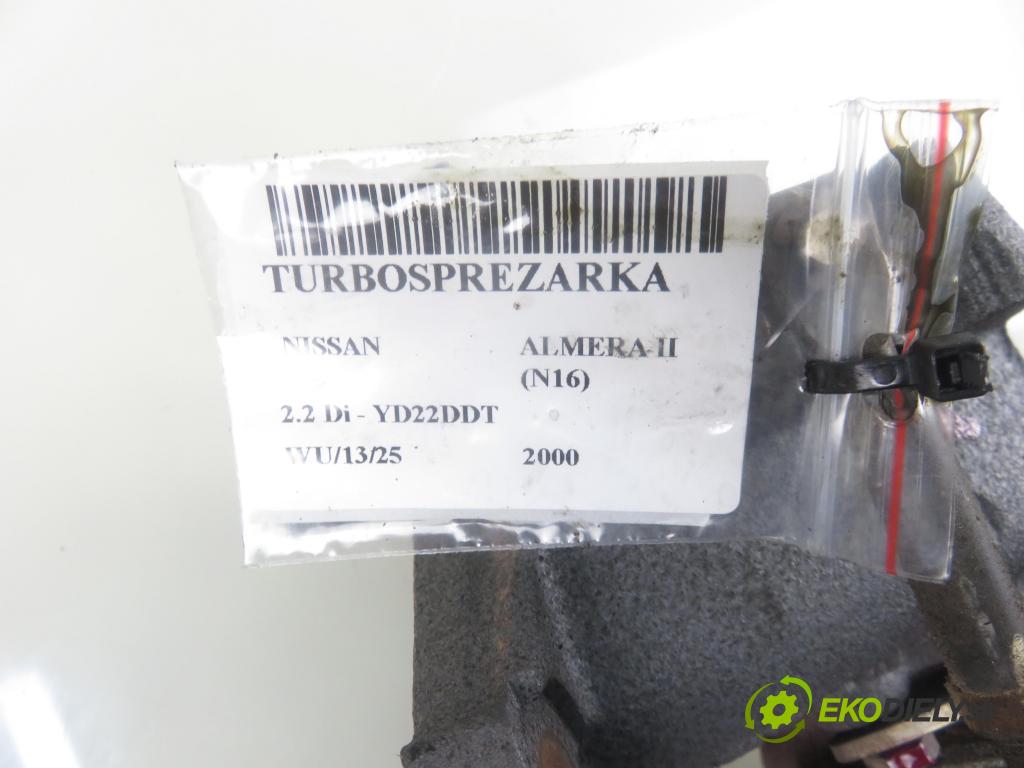 TURBOSPREZARKA
NISSAN ALMERA II
(N16)
2.2 Di - YD22DDT
WU/13/25 2000
EKODIELY